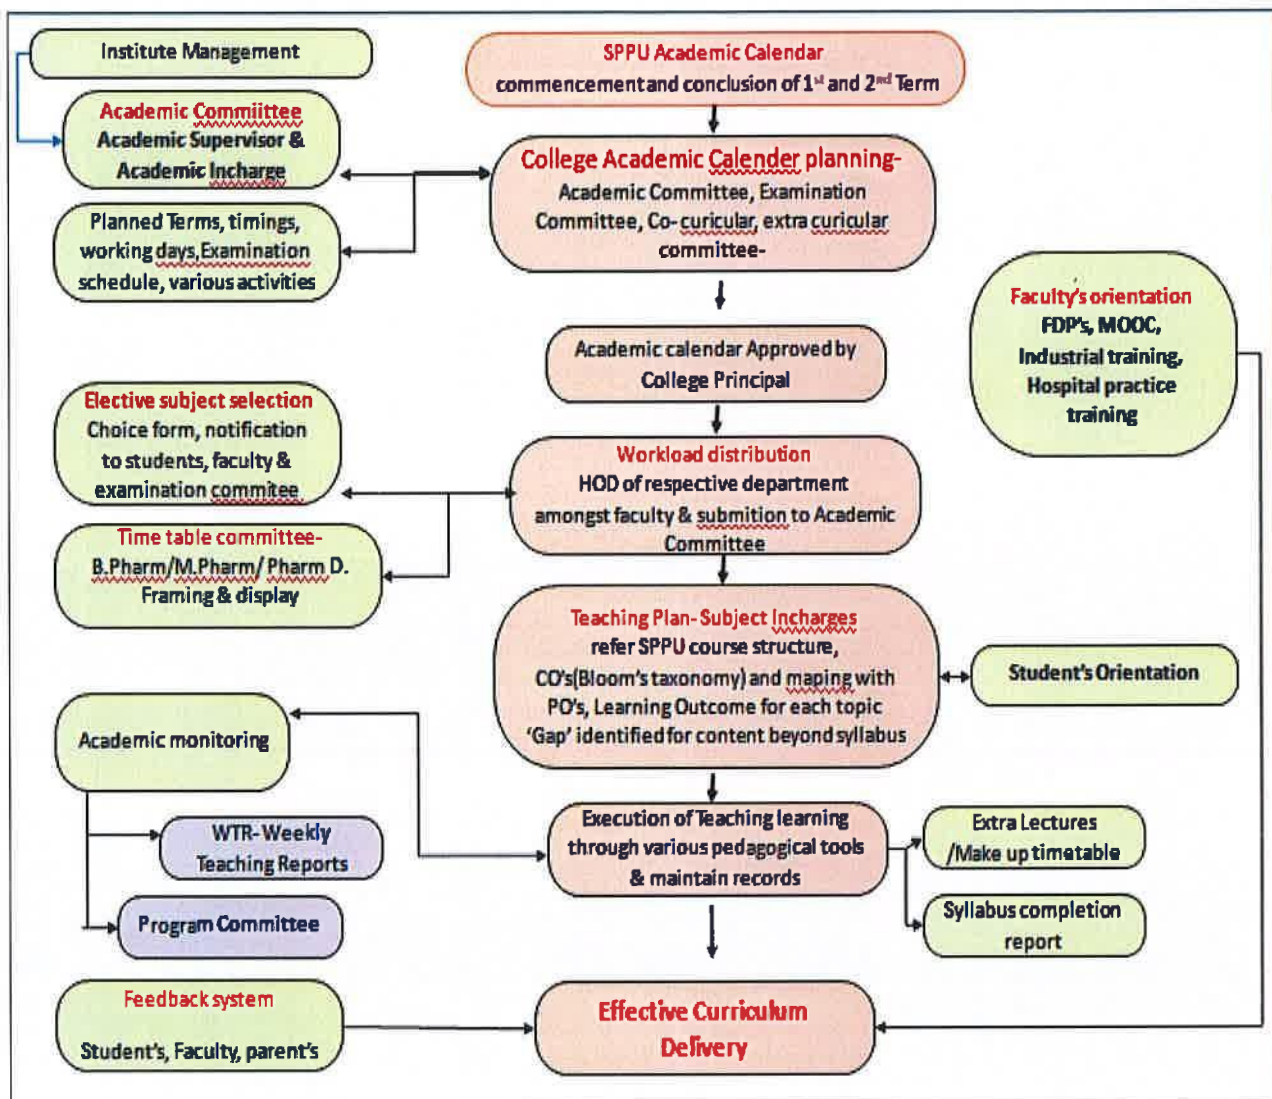 Institute Management
SPPU Academic Calendar
commencement and conclusion of 1st and 2nd Term
Academic Commiittee
Academic Supervisor &
Academic Incharge
College Academic Calender planning-
Academic Committee, Examination
Committee, Co- curicular, extra curicular
committee-
Planned Terms, timings,
working days,Examination
schedule, various activities
Faculty's orientation
FDP's, MOOC,
Industrial training,
Hospital practice
training
Academic calendar Approved by
College Principal
Elective subject selection
Choice form, notification
to students, faculty &
examination commitee
Workload distribution
HOD of respective department
amongst faculty & submition to Academic
Committee
Time table committee-
B.Pharm/M.Pharm/ Pharm D.
Framing & display
Teaching Plan- Subject Incharges
refer SPPU course structure,
CO's(Bloom's taxonomy) and maping with
PO's, Learning Outcome for each topic
'Gap' identified for content beyond syllabus
Student's Orientation
Academic monitoring
WTR- Weekly
Teaching Reports
Program Committee
Execution of Teaching learning
through various pedagogical tools
& maintain records
Extra Lectures
/Make up timetable
Syllabus completion
report
Feedback system
Student's, Faculty, parent's
Effective Curriculum
Delivery